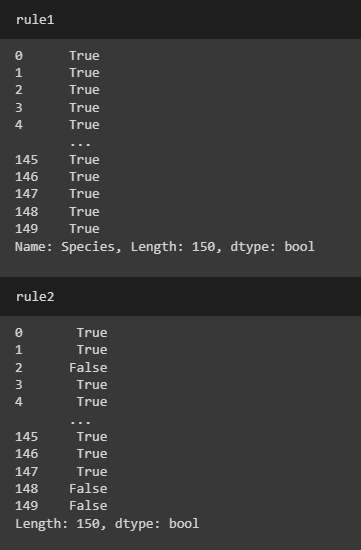 rule1
0 True
1 True
2 True
3 True
4 True
...
145 True
146 True
147 True
148 True
149 True
Name: Species, Length: 150, dtype: bool
rule2
0 True
1 True
2 False
3 True
4 True
...
145 True
146 True
147 True
148 False
149 False
Length: 150, dtype: bool